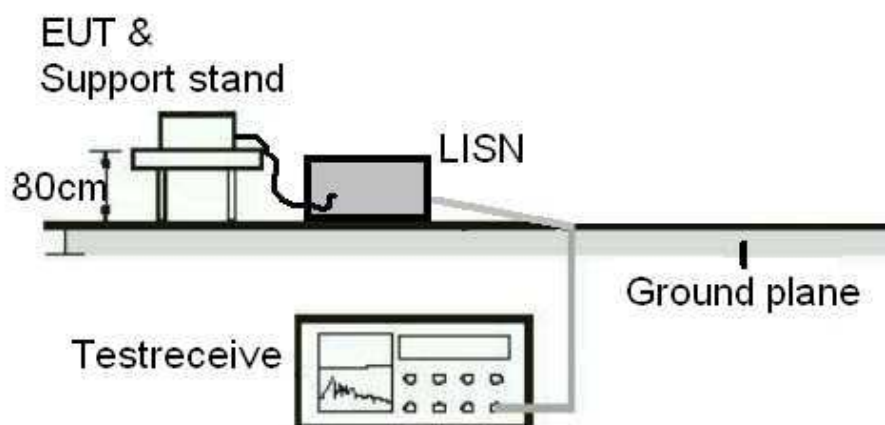 EUT &
Support stand
LISN
80cm
Ground plane
Testreceive